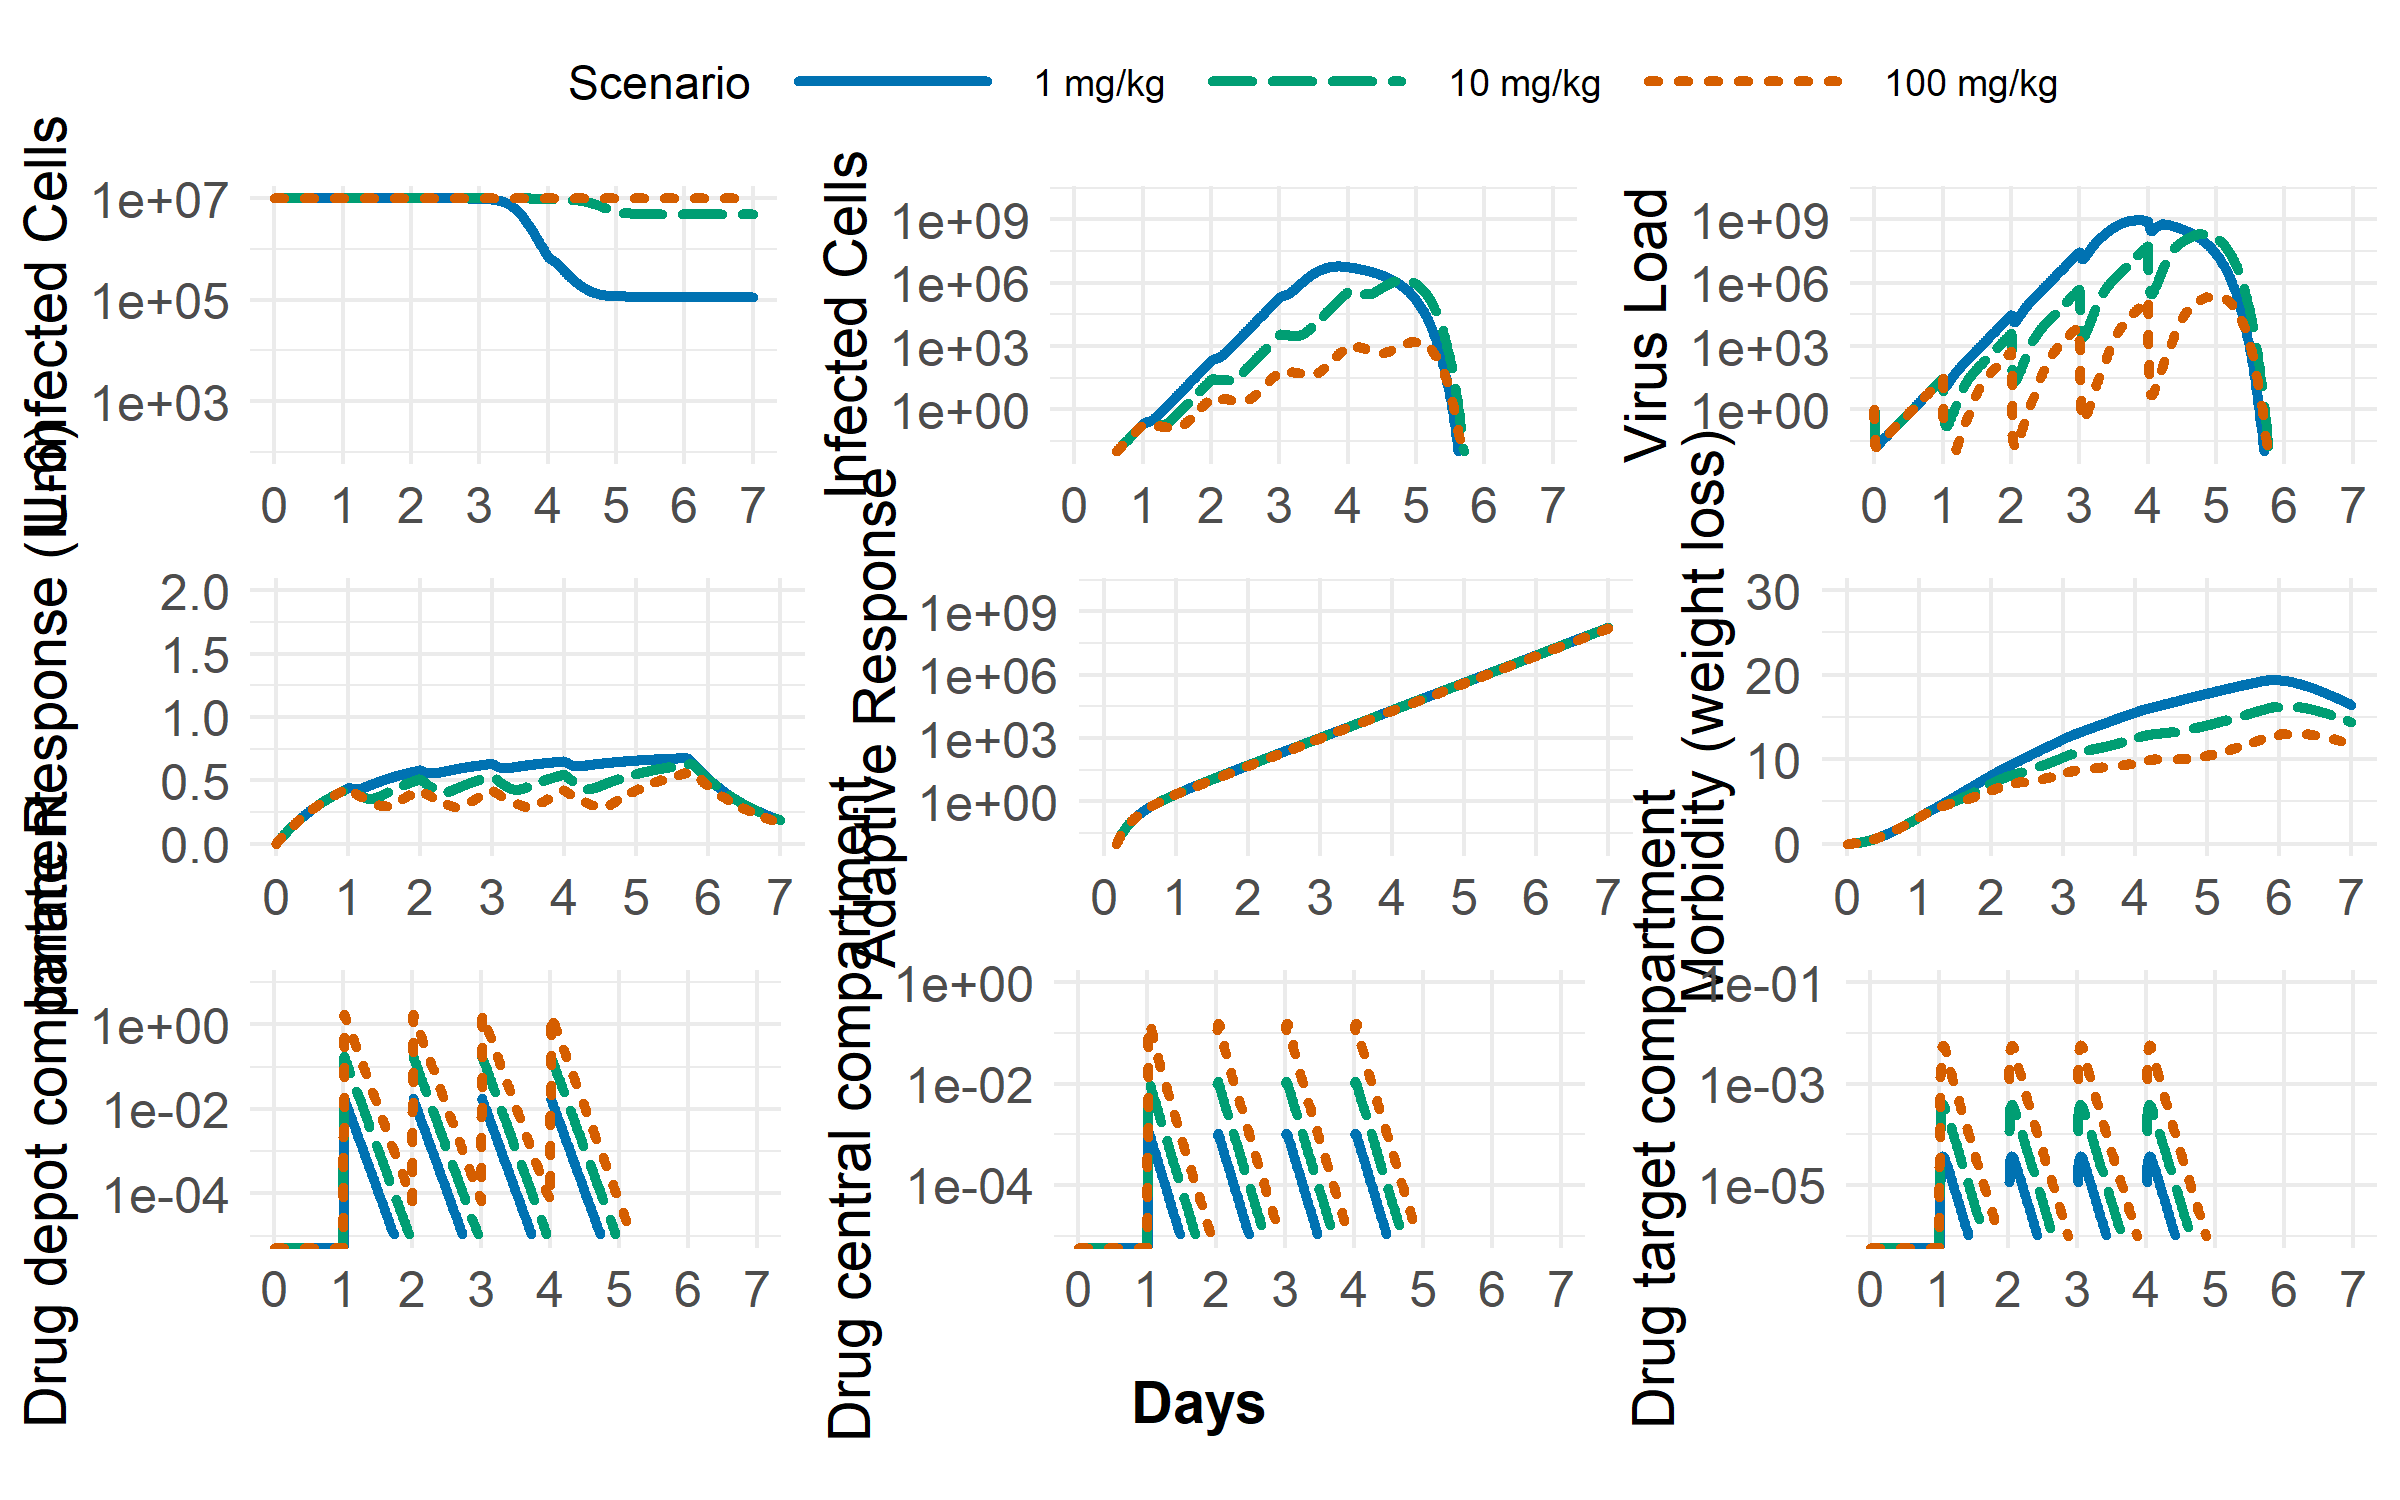 Scenario 1 mg/kg 10 mg/kg 100 mg/kg
Uninfected Cells
1e+07
1e+05
1e+03
0 1 2 3 4 5 6 7
Infected Cells
1e+09
1e+06
1e+03
1e+00
0 1 2 3 4 5 6 7
Virus Load
1e+09
1e+06
1e+03
1e+00
0 1 2 3 4 5 6 7
Innate Response (IL-6)
2.0
1.5
1.0
0.5
0.0
0 1 2 3 4 5 6 7
Adaptive Response
1e+09
1e+06
1e+03
1e+00
0 1 2 3 4 5 6 7
Morbidity (weight loss)
30
20
10
0
0 1 2 3 4 5 6 7
Drug depot compartment
1e+00
1e-02
1e-04
0 1 2 3 4 5 6 7
Drug central compartment
1e+00
1e-02
1e-04
0 1 2 3 4 5 6 7
Drug target compartment
1e-01
1e-03
1e-05
0 1 2 3 4 5 6 7
Days